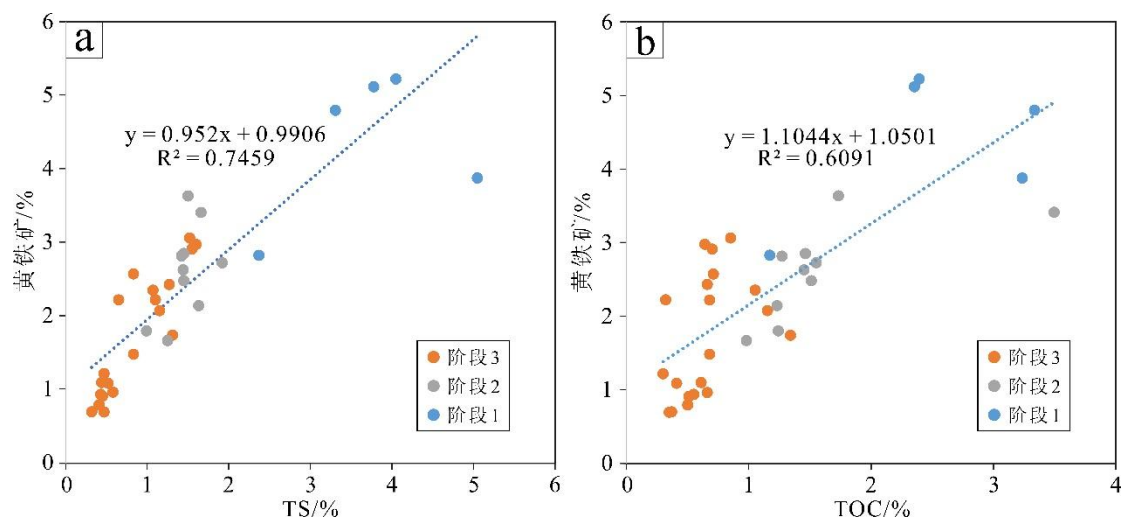 a
6
5
4
3
2
1
0
黄铁矿/%
y = 0.952x + 0.9906
R² = 0.7459
阶段3
阶段2
阶段1
0 1 2 3 4 5 6
TS/%
b
6
5
4
3
2
1
0
黄铁矿/%
y = 1.1044x + 1.0501
R² = 0.6091
阶段3
阶段2
阶段1
0 1 2 3 4
TOC/%